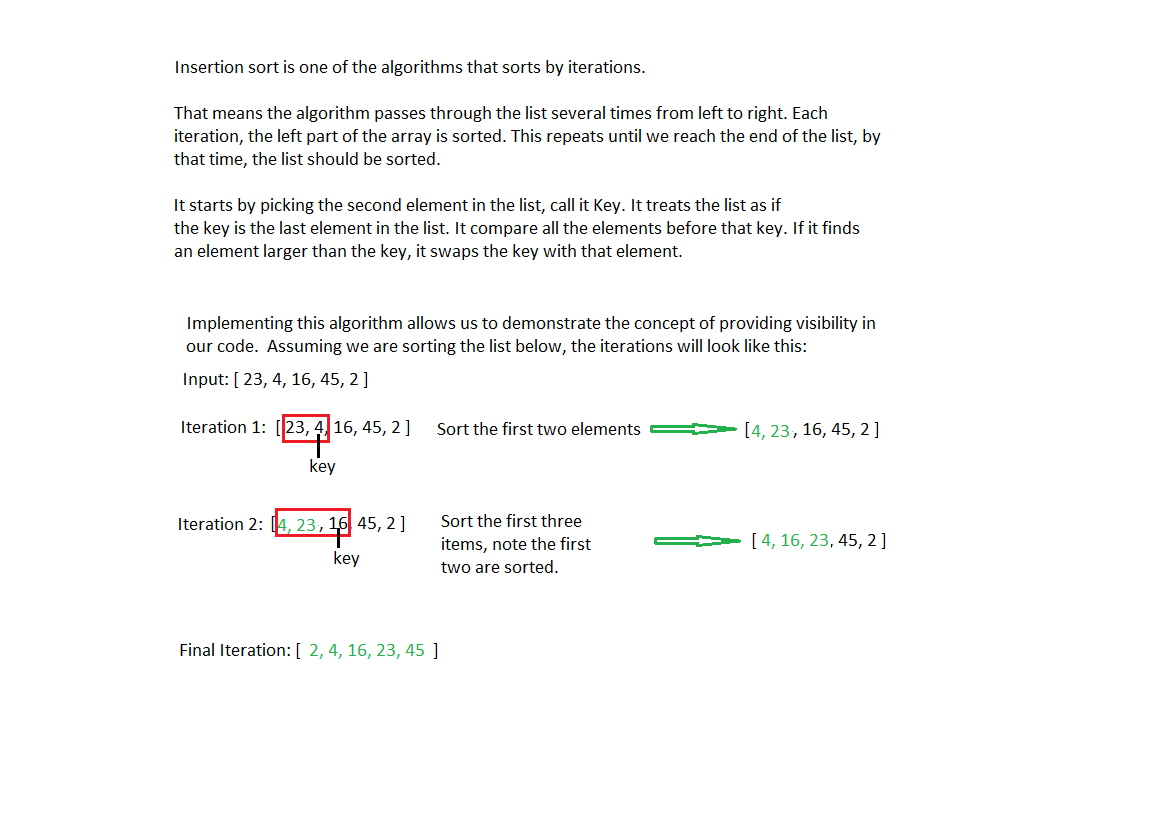 Insertion sort is one of the algorithms that sorts by iterations.
That means the algorithm passes through the list several times from left to right. Each
iteration, the left part of the array is sorted. This repeats until we reach the end of the list, by
that time, the list should be sorted.
It starts by picking the second element in the list, call it Key. It treats the list as if
the key is the last element in the list. It compare all the elements before that key. If it finds
an element larger than the key, it swaps the key with that element.
Implementing this algorithm allows us to demonstrate the concept of providing visibility in
our code.  Assuming we are sorting the list below, the iterations will look like this:
Input: [ 23, 4, 16, 45, 2 ]
Iteration 1:  [ 23, 4, 16, 45, 2 ]
key
Sort the first two elements
[4, 23 , 16, 45, 2 ]
Iteration 2: [4, 23 , 16 45, 2 ]
key
Sort the first three
items, note the first
two are sorted.
[ 4, 16, 23, 45, 2 ]
Final Iteration: [ 2, 4, 16, 23, 45 ]